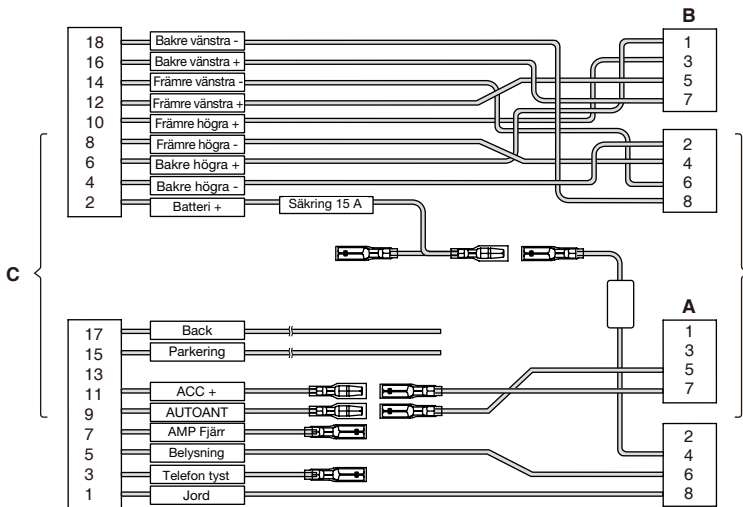 B
18 Bakre vänstra - 1
16 Bakre vänstra + 3
14 Främre vänstra - 5
12 Främre vänstra + 7
10 Främre högra +
8 Främre högra - 2
6 Bakre högra + 4
4 Bakre högra - 6
2 Batteri + Säkring 15 A 8
C
A
17 Back 1
15 Parkering 3
13 5
11 ACC + 7
9 AUTOANT
7 AMP Fjärr 2
5 Belysning 4
3 Telefon tyst 6
1 Jord 8